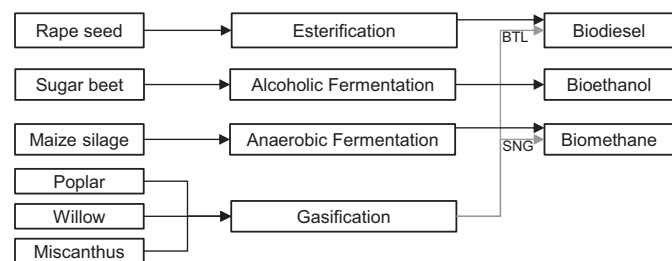 Rape seed
Esterification
Biodiesel
BTL
Sugar beet
Alcoholic Fermentation
Bioethanol
Maize silage
Anaerobic Fermentation
Biomethane
SNG
Poplar
Willow
Gasification
Miscanthus